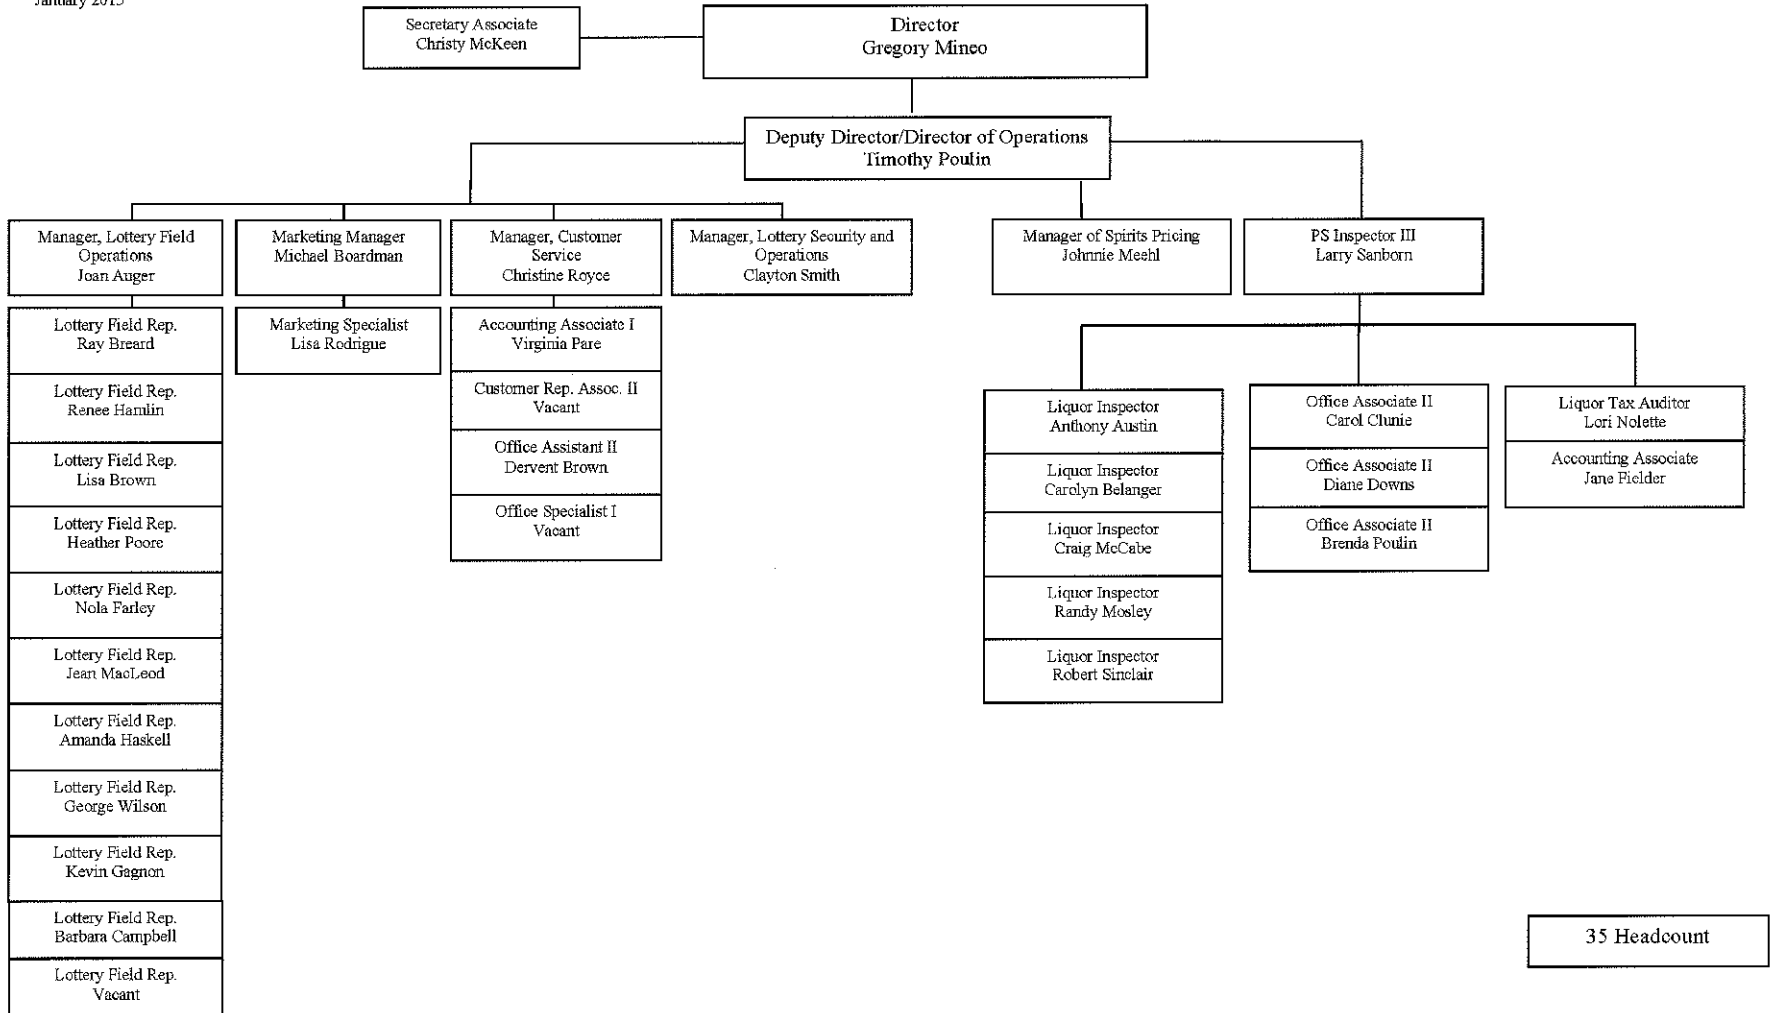 January 2015
Secretary Associate
Christy McKeen
Director
Gregory Mineo
Deputy Director/Director of Operations
Timothy Poulin
Manager, Lottery Field
Operations
Joan Auger
Marketing Manager
Michael Boardman
Manager, Customer
Service
Christine Royce
Manager, Lottery Security and
Operations
Clayton Smith
Manager of Spirits Pricing
Johnnie Meehl
PS Inspector III
Larry Sanborn
Lottery Field Rep.
Ray Breard
Lottery Field Rep.
Renee Hamlin
Lottery Field Rep.
Lisa Brown
Lottery Field Rep.
Heather Poore
Lottery Field Rep.
Nola Farley
Lottery Field Rep.
Jean MacLeod
Lottery Field Rep.
Amanda Haskell
Lottery Field Rep.
George Wilson
Lottery Field Rep.
Kevin Gagnon
Lottery Field Rep.
Barbara Campbell
Lottery Field Rep.
Vacant
Marketing Specialist
Lisa Rodrigue
Accounting Associate I
Virginia Pare
Customer Rep. Assoc. II
Vacant
Office Assistant II
Dervent Brown
Office Specialist I
Vacant
Liquor Inspector
Anthony Austin
Liquor Inspector
Carolyn Belanger
Liquor Inspector
Craig McCabe
Liquor Inspector
Randy Mosley
Liquor Inspector
Robert Sinclair
Office Associate II
Carol Clunie
Office Associate II
Diane Downs
Office Associate II
Brenda Poulin
Liquor Tax Auditor
Lori Nolette
Accounting Associate
Jane Fielder
35 Headcount